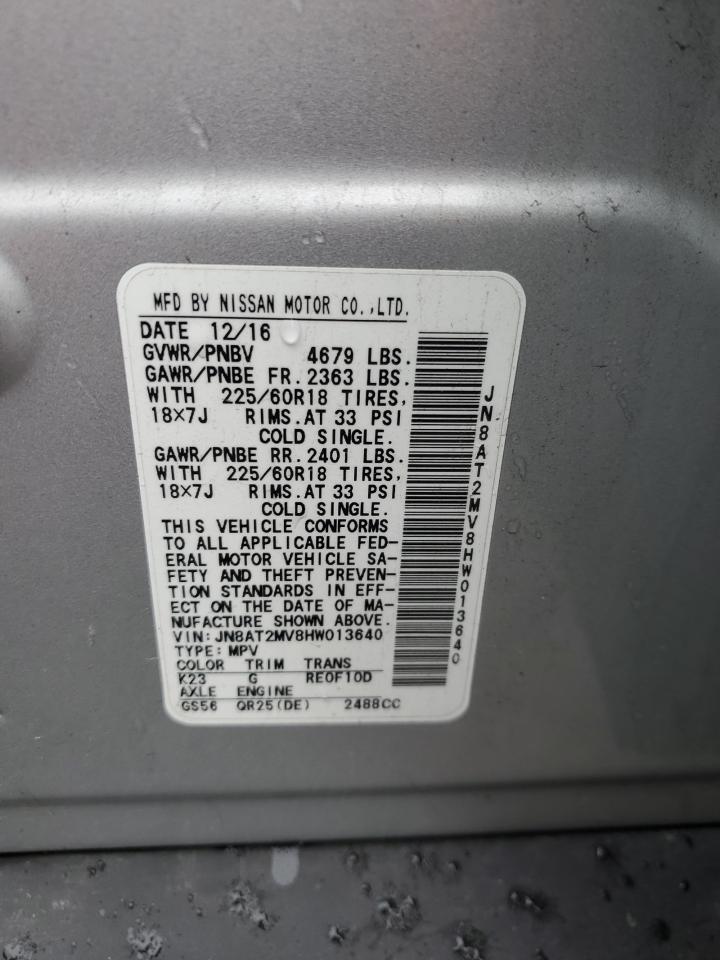 MFD BY NISSAN MOTOR CO.,LTD.
DATE 12/16
GVWR/PNBV 4679 LBS.
GAWR/PNBE FR.2363 LBS.
WITH 225/60R18 TIRES,
18×7J RIMS.AT 33 PSI
COLD SINGLE.
GAWR/PNBE RR.2401 LBS.
WITH 225/60R18 TIRES,
18×7J RIMS.AT 33 PSI
COLD SINGLE.
THIS VEHICLE CONFORMS
TO ALL APPLICABLE FED-
ERAL MOTOR VEHICLE SA-
FETY AND THEFT PREVEN-
TION STANDARDS IN EFF-
ECT ON THE DATE OF MA-
NUFACTURE SHOWN ABOVE.
VIN:JN8AT2MV8HW013640
TYPE:MPV
COLOR TRIM TRANS
K23 G RE0F10D
AXLE ENGINE
GS56 QR25(DE) 2488CC
JN8AT2MV8HW013640